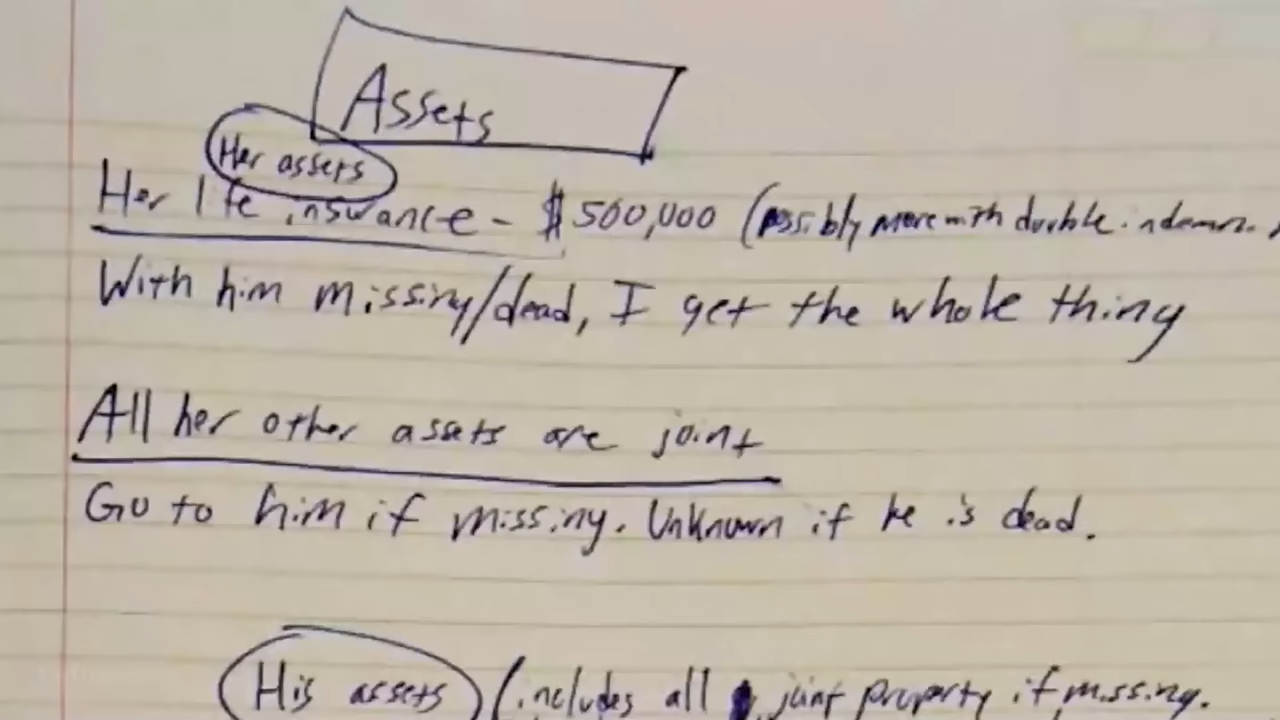 Assets
Her assets
Her life insurance - $500,000 (possibly more with double indemn.
With him missing/dead, I get the whole thing
All her other assets are joint
Go to him if missing. Unknown if he is dead.
His assets (includes all joint property if missing.